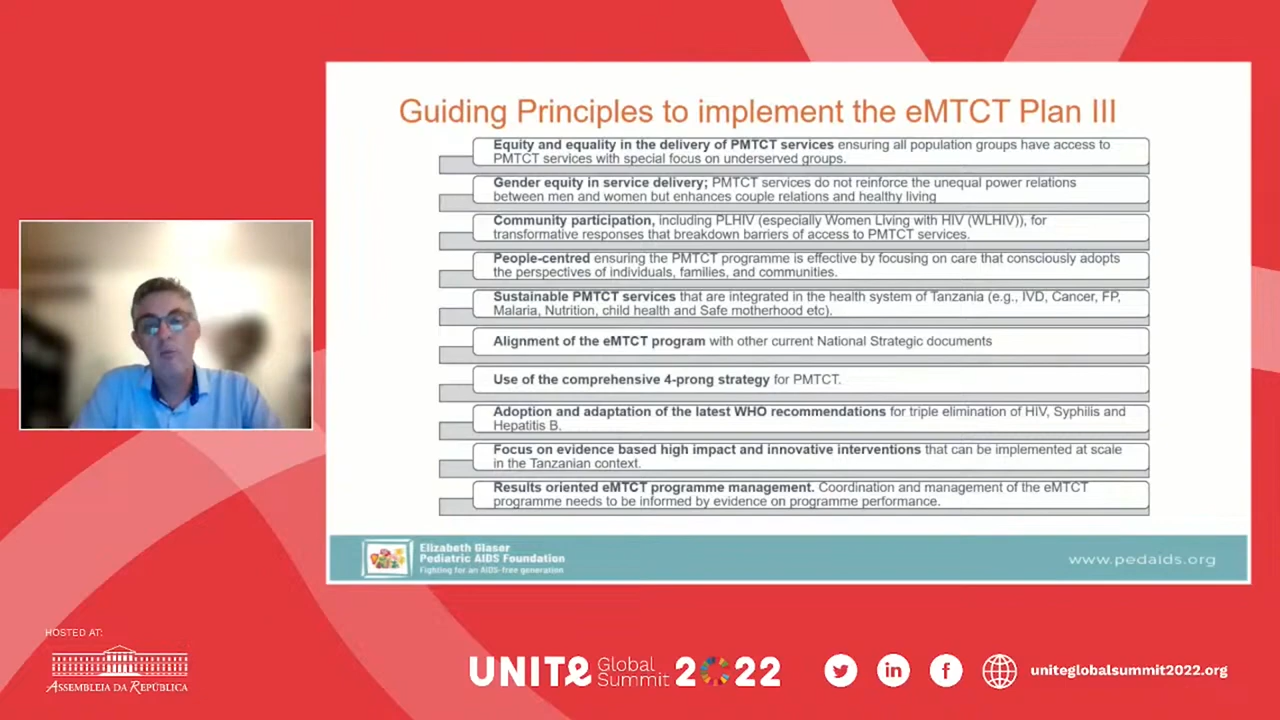 Guiding Principles to implement the eMTCT Plan III
Equity and equality in the delivery of PMTCT services ensuring all population groups have access to
PMTCT services with special focus on underserved groups.
Gender equity in service delivery; PMTCT services do not reinforce the unequal power relations
between men and women but enhances couple relations and healthy living
Community participation, including PLHIV (especially Women Living with HIV (WLHIV)), for
transformative responses that breakdown barriers of access to PMTCT services.
People-centred ensuring the PMTCT programme is effective by focusing on care that consciously adopts
the perspectives of individuals, families, and communities.
Sustainable PMTCT services that are integrated in the health system of Tanzania (e.g., IVD, Cancer, FP,
Malaria, Nutrition, child health and Safe motherhood etc).
Alignment of the eMTCT program with other current National Strategic documents
Use of the comprehensive 4-prong strategy for PMTCT.
Adoption and adaptation of the latest WHO recommendations for triple elimination of HIV, Syphilis and
Hepatitis B.
Focus on evidence based high impact and innovative interventions that can be implemented at scale
in the Tanzanian context.
Results oriented eMTCT programme management. Coordination and management of the eMTCT
programme needs to be informed by evidence on programme performance.
Elizabeth Glaser
Pediatric AIDS Foundation
Fighting for an AIDS-free generation
www.pedaids.org
HOSTED AT:
ASSEMBLEIA DA REPÚBLICA
UNITE Global
Summit 2022
uniteglobalsummit2022.org